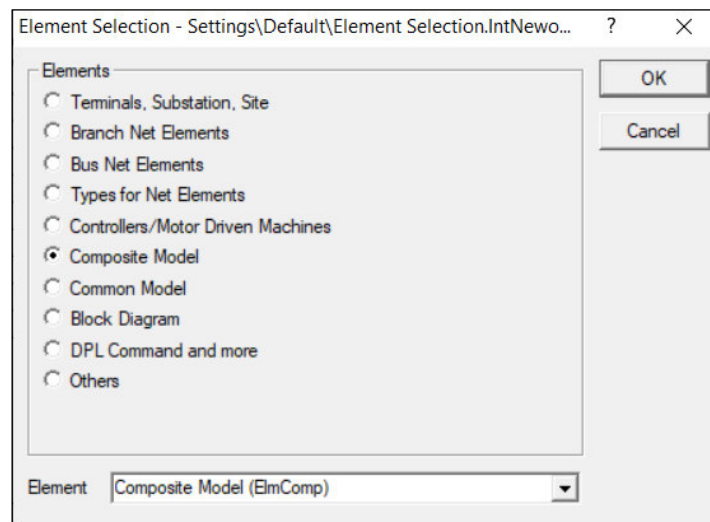 Element Selection - Settings\Default\Element Selection.IntNewo... ? ×
Elements
Terminals, Substation, Site
Branch Net Elements
Bus Net Elements
Types for Net Elements
Controllers/Motor Driven Machines
Composite Model
Common Model
Block Diagram
DPL Command and more
Others
OK
Cancel
Element Composite Model (ElmComp)